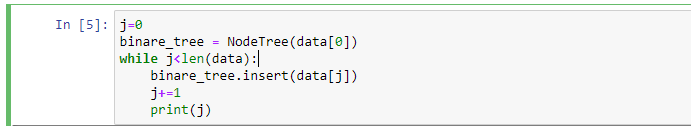 In [5]: j=0
binare_tree = NodeTree(data[0])
while j<len(data):
    binare_tree.insert(data[j])
    j+=1
    print(j)